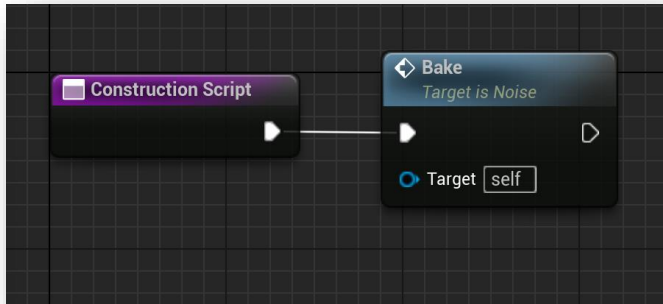 Construction Script
Bake
Target is Noise
Target self